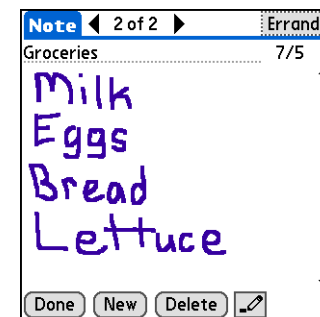 Note 2 of 2 Errand
Groceries 7/5
Milk
Eggs
Bread
Lettuce
Done New Delete